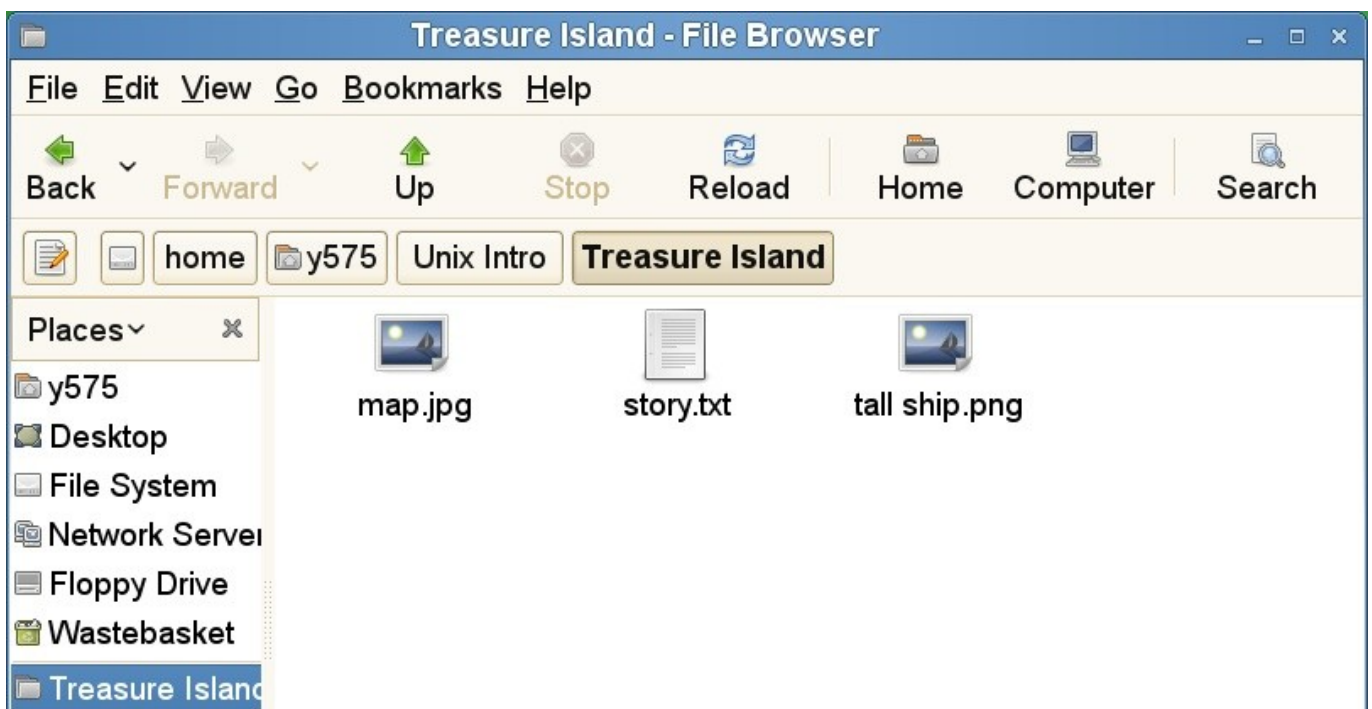 Treasure Island - File Browser
File Edit View Go Bookmarks Help
Back Forward Up Stop Reload Home Computer Search
home y575 Unix Intro Treasure Island
Places
y575
Desktop
File System
Network Server
Floppy Drive
Wastebasket
Treasure Island
map.jpg story.txt tall ship.png